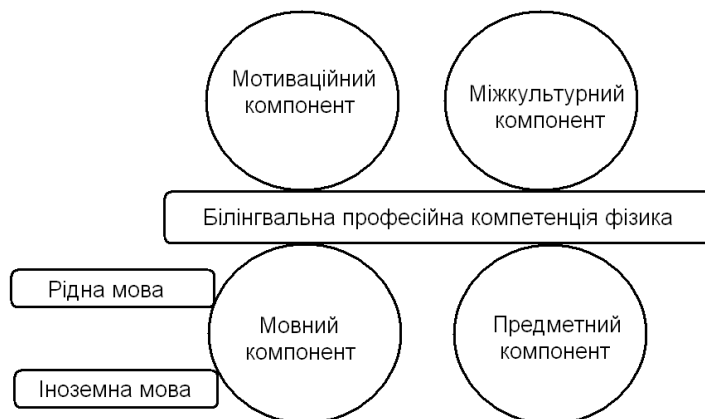 Мотиваційний
компонент
Міжкультурний
компонент
Білінгвальна професійна компетенція фізика
Рідна мова
Мовний
компонент
Предметний
компонент
Іноземна мова